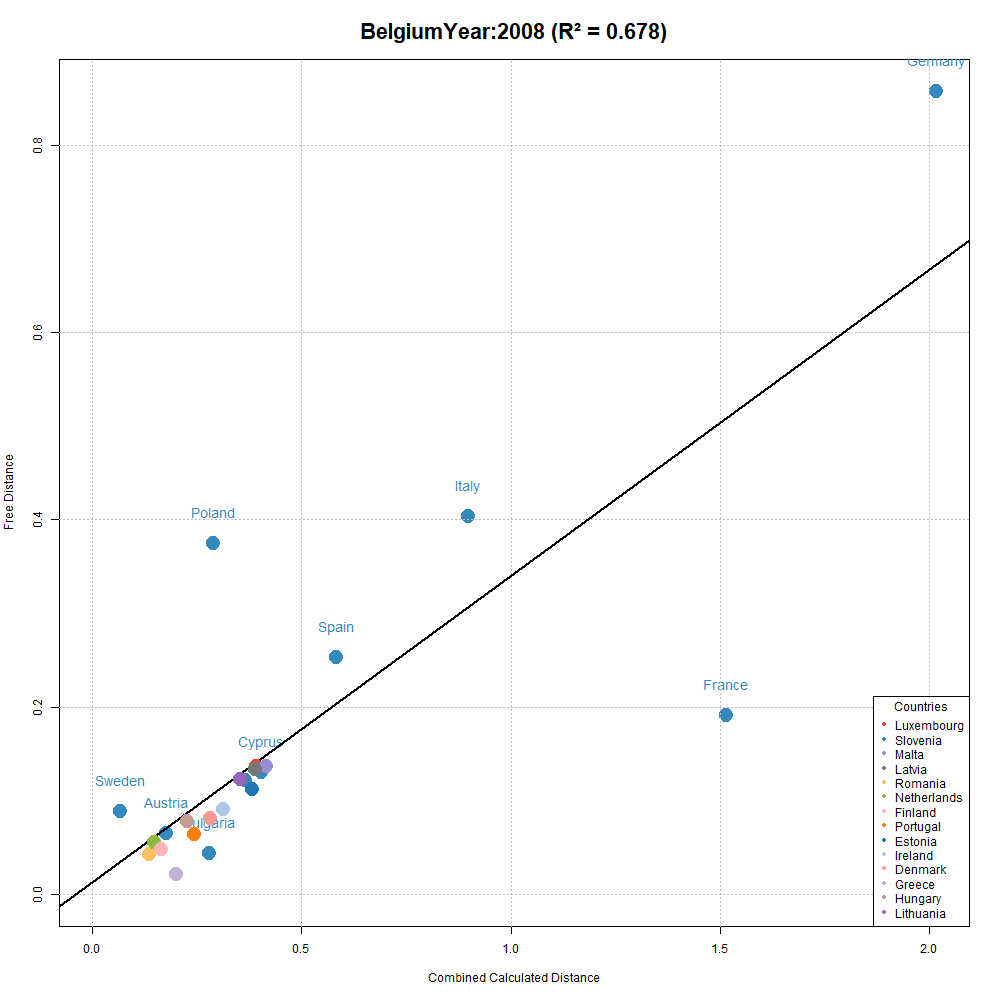 BelgiumYear:2008 (R² = 0.678)
Germany
0.8
0.6
Free Distance
Italy
Poland
0.4
Spain
France
0.2
Cyprus
Sweden
Austria
ulgaria
0.0
Countries
Luxembourg
Slovenia
Malta
Latvia
Romania
Netherlands
Finland
Portugal
Estonia
Ireland
Denmark
Greece
Hungary
Lithuania
0.0 0.5 1.0 1.5 2.0
Combined Calculated Distance